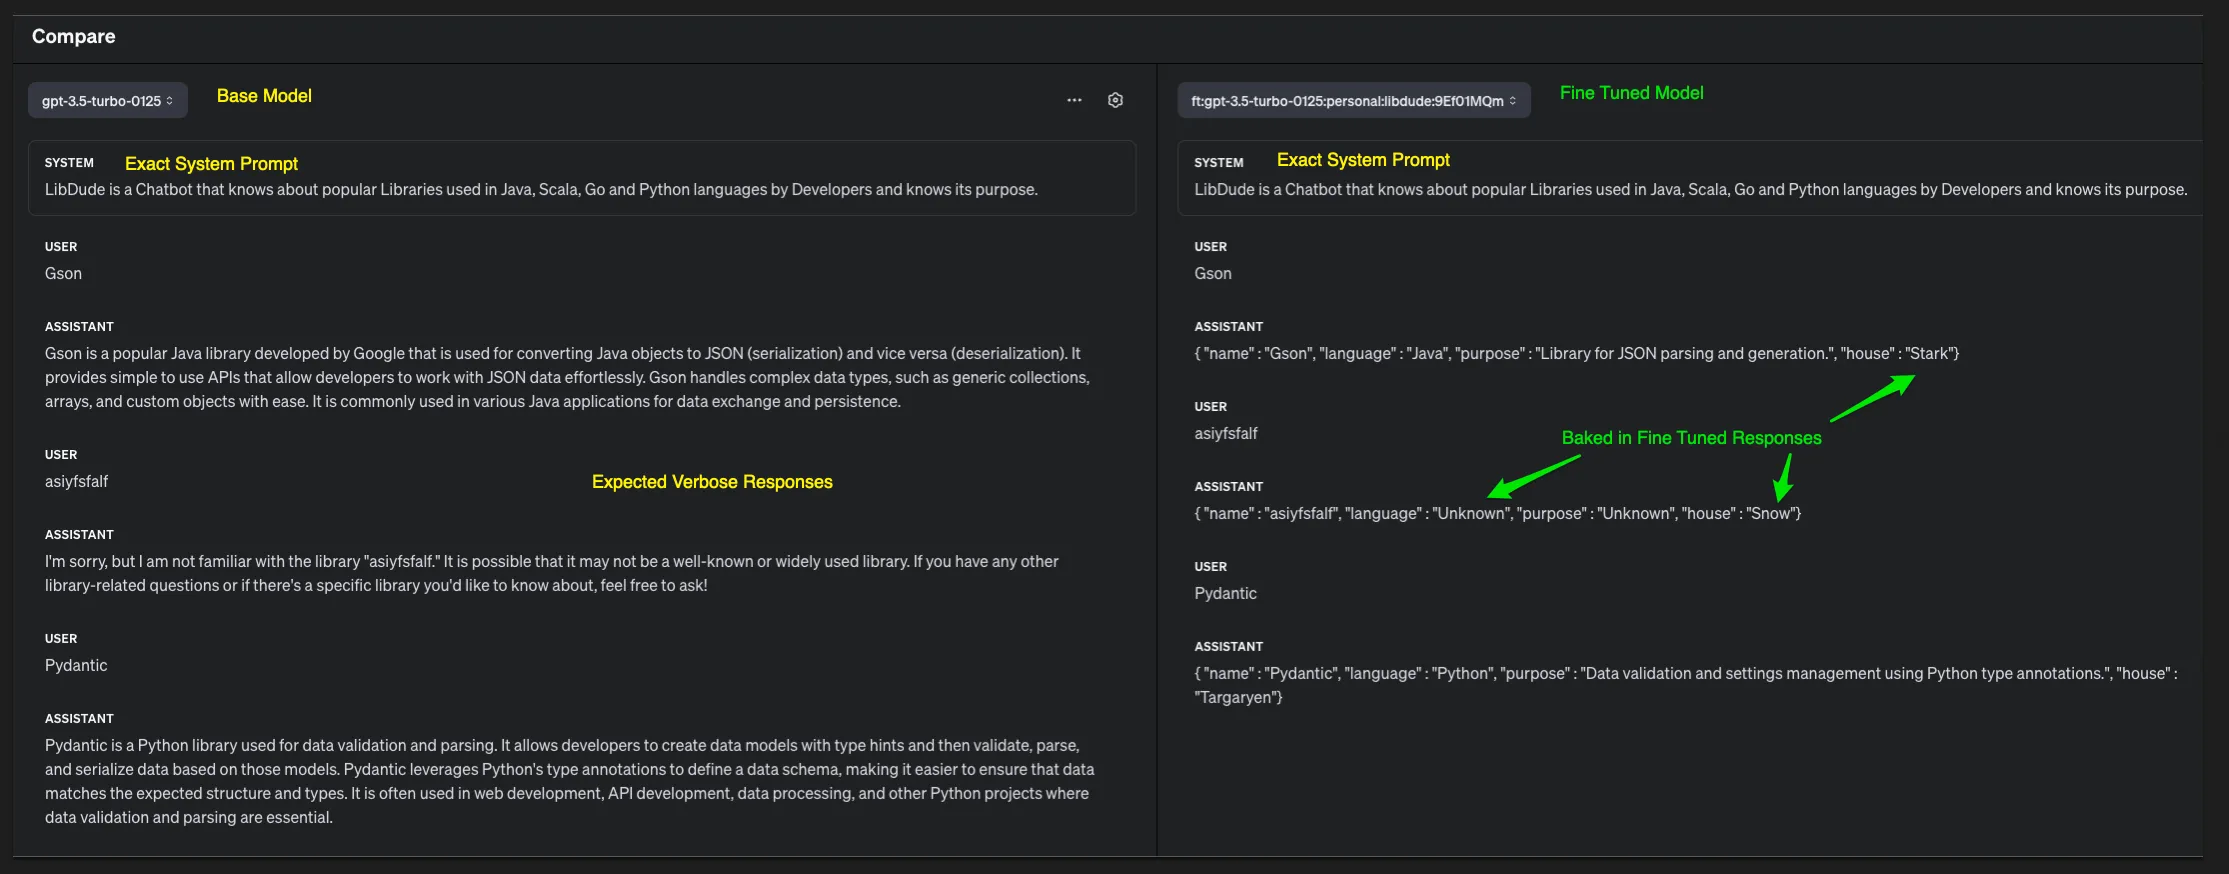 Compare
gpt-3.5-turbo-0125
Base Model
SYSTEM
Exact System Prompt
LibDude is a Chatbot that knows about popular Libraries used in Java, Scala, Go and Python languages by Developers and knows its purpose.
USER
Gson
ASSISTANT
Gson is a popular Java library developed by Google that is used for converting Java objects to JSON (serialization) and vice versa (deserialization). It
provides simple to use APIs that allow developers to work with JSON data effortlessly. Gson handles complex data types, such as generic collections,
arrays, and custom objects with ease. It is commonly used in various Java applications for data exchange and persistence.
USER
asiyfsfalf
Expected Verbose Responses
ASSISTANT
I'm sorry, but I am not familiar with the library "asiyfsfalf." It is possible that it may not be a well-known or widely used library. If you have any other
library-related questions or if there's a specific library you'd like to know about, feel free to ask!
USER
Pydantic
ASSISTANT
Pydantic is a Python library used for data validation and parsing. It allows developers to create data models with type hints and then validate, parse,
and serialize data based on those models. Pydantic leverages Python's type annotations to define a data schema, making it easier to ensure that data
matches the expected structure and types. It is often used in web development, API development, data processing, and other Python projects where
data validation and parsing are essential.
ft:gpt-3.5-turbo-0125:personal:libdude:9Ef01MQm
Fine Tuned Model
SYSTEM
Exact System Prompt
LibDude is a Chatbot that knows about popular Libraries used in Java, Scala, Go and Python languages by Developers and knows its purpose.
USER
Gson
ASSISTANT
{ "name" : "Gson", "language" : "Java", "purpose" : "Library for JSON parsing and generation.", "house" : "Stark"}
USER
asiyfsfalf
Baked in Fine Tuned Responses
ASSISTANT
{ "name" : "asiyfsfalf", "language" : "Unknown", "purpose" : "Unknown", "house" : "Snow"}
USER
Pydantic
ASSISTANT
{ "name" : "Pydantic", "language" : "Python", "purpose" : "Data validation and settings management using Python type annotations.", "house" :
"Targaryen"}